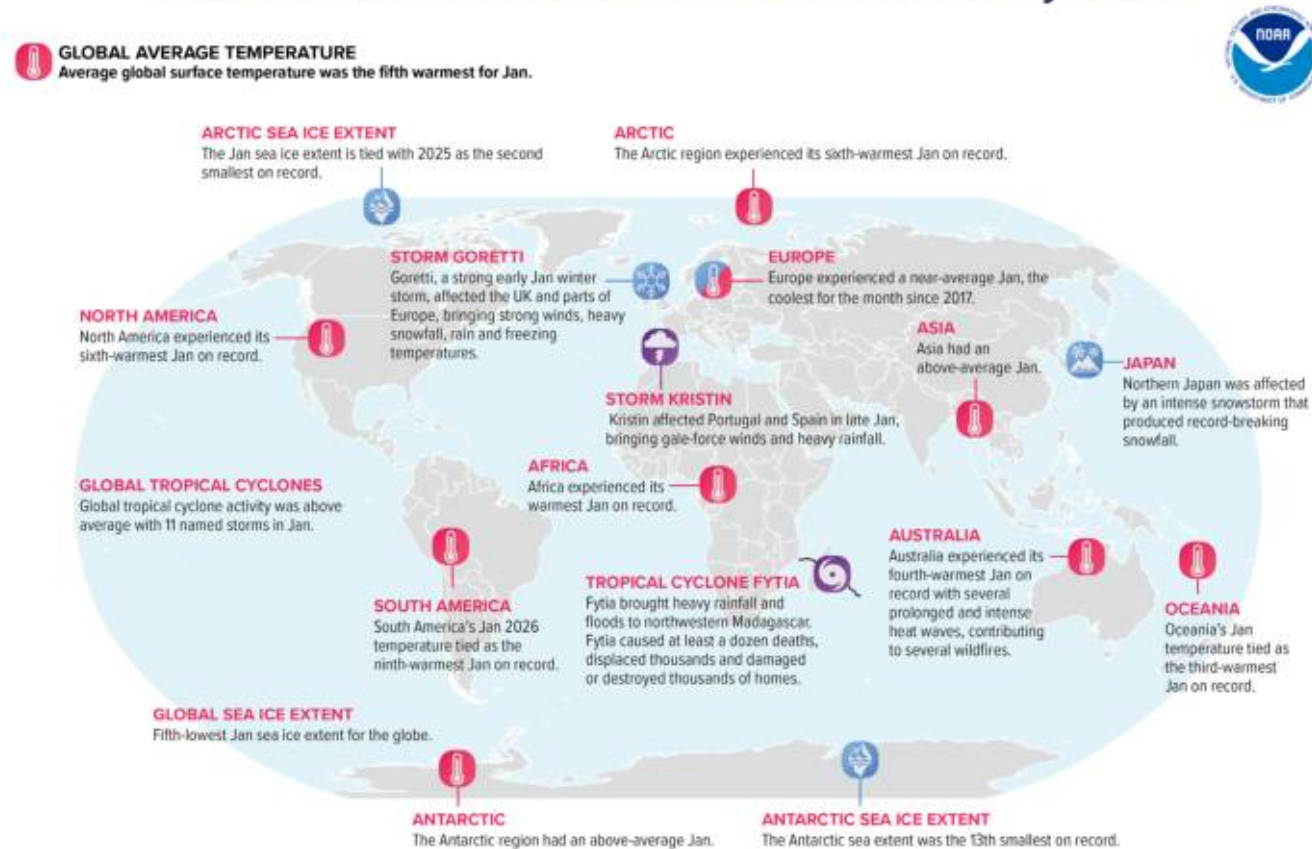 GLOBAL AVERAGE TEMPERATURE
Average global surface temperature was the fifth warmest for Jan.
NOAA
ARCTIC SEA ICE EXTENT
The Jan sea ice extent is tied with 2025 as the second
smallest on record.
ARCTIC
The Arctic region experienced its sixth-warmest Jan on record.
STORM GORETTI
Goretti, a strong early Jan winter
storm, affected the UK and parts of
Europe, bringing strong winds, heavy
snowfall, rain and freezing
temperatures.
EUROPE
Europe experienced a near-average Jan, the
coolest for the month since 2017.
NORTH AMERICA
North America experienced its
sixth-warmest Jan on record.
ASIA
Asia had an
above-average Jan.
JAPAN
Northern Japan was affected
by an intense snowstorm that
produced record-breaking
snowfall.
STORM KRISTIN
Kristin affected Portugal and Spain in late Jan,
bringing gale-force winds and heavy rainfall.
AFRICA
Africa experienced its
warmest Jan on record.
GLOBAL TROPICAL CYCLONES
Global tropical cyclone activity was above
average with 11 named storms in Jan.
SOUTH AMERICA
South America's Jan 2026
temperature tied as the
ninth-warmest Jan on record.
TROPICAL CYCLONE FYTIA
Fytia brought heavy rainfall and
floods to northwestern Madagascar.
Fytia caused at least a dozen deaths,
displaced thousands and damaged
or destroyed thousands of homes.
AUSTRALIA
Australia experienced its
fourth-warmest Jan on
record with several
prolonged and intense
heat waves, contributing
to several wildfires.
OCEANIA
Oceania's Jan
temperature tied as
the third-warmest
Jan on record.
GLOBAL SEA ICE EXTENT
Fifth-lowest Jan sea ice extent for the globe.
ANTARCTIC
The Antarctic region had an above-average Jan.
ANTARCTIC SEA ICE EXTENT
The Antarctic sea extent was the 13th smallest on record.